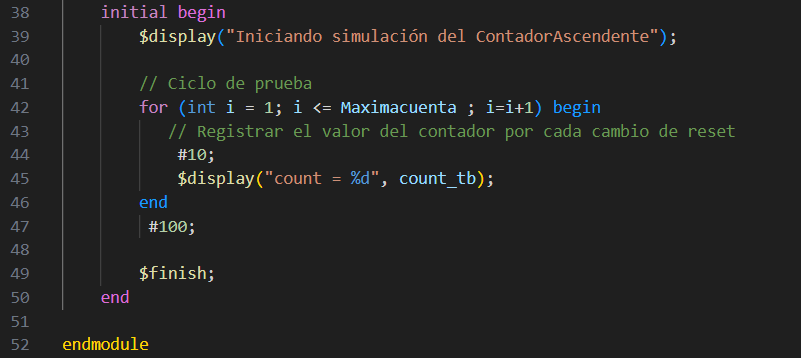 38 initial begin
39 $display("Iniciando simulación del ContadorAscendente");
40
41 // Ciclo de prueba
42 for (int i = 1; i <= Maximacuenta ; i=i+1) begin
43 // Registrar el valor del contador por cada cambio de reset
44 #10;
45 $display("count = %d", count_tb);
46 end
47 #100;
48
49 $finish;
50 end
51
52 endmodule